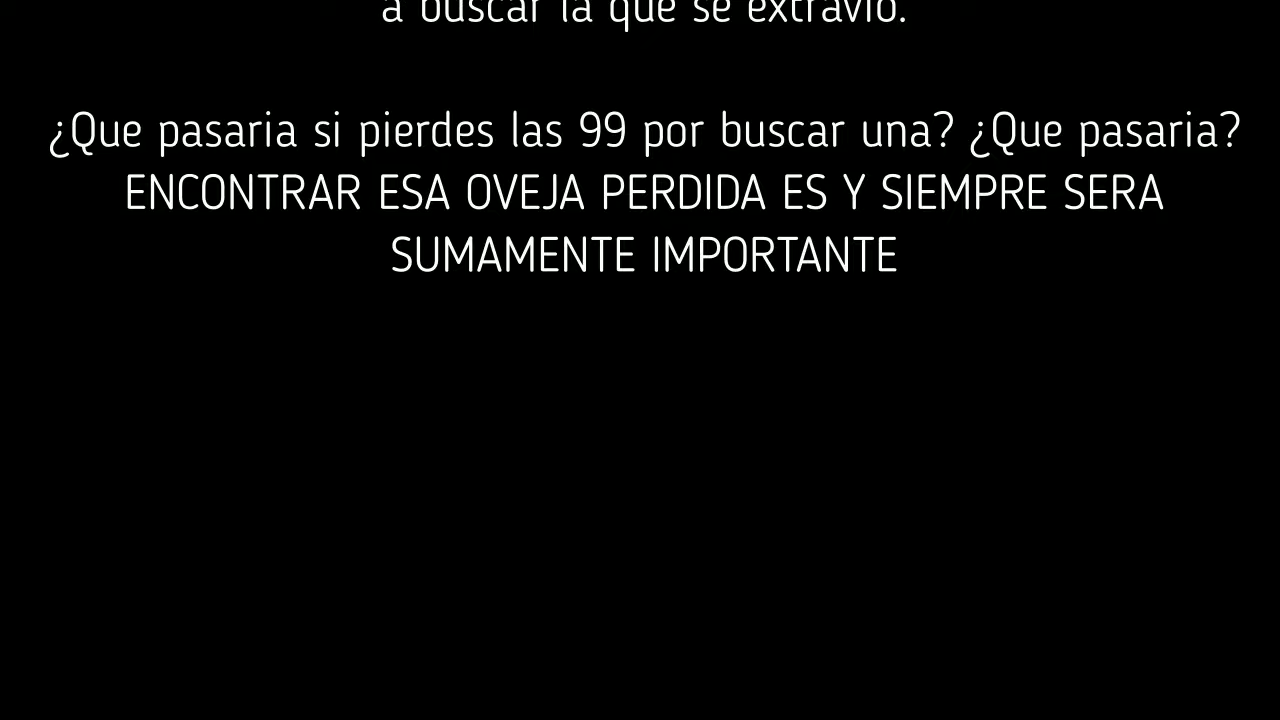 a buscar la que se extravio.
¿Que pasaria si pierdes las 99 por buscar una? ¿Que pasaria?
ENCONTRAR ESA OVEJA PERDIDA ES Y SIEMPRE SERA
SUMAMENTE IMPORTANTE